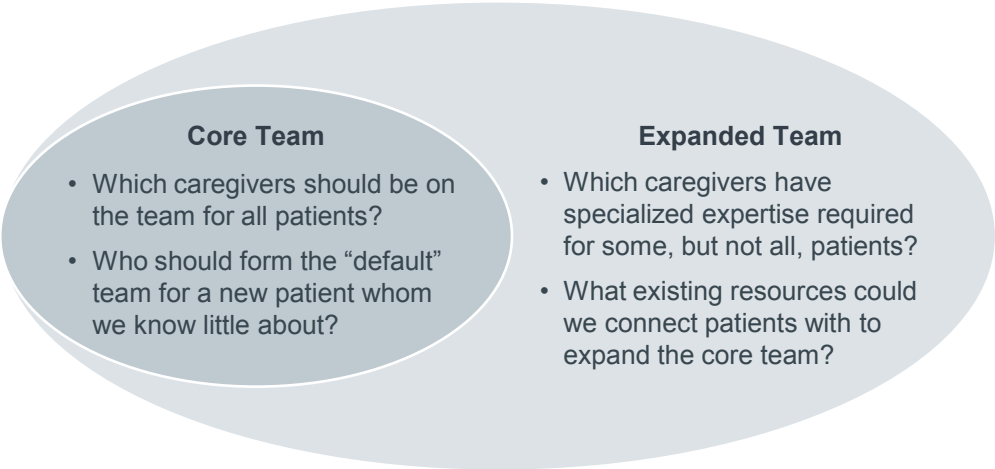 Core Team
• Which caregivers should be on
the team for all patients?
• Who should form the “default”
team for a new patient whom
we know little about?
Expanded Team
• Which caregivers have
specialized expertise required
for some, but not all, patients?
• What existing resources could
we connect patients with to
expand the core team?